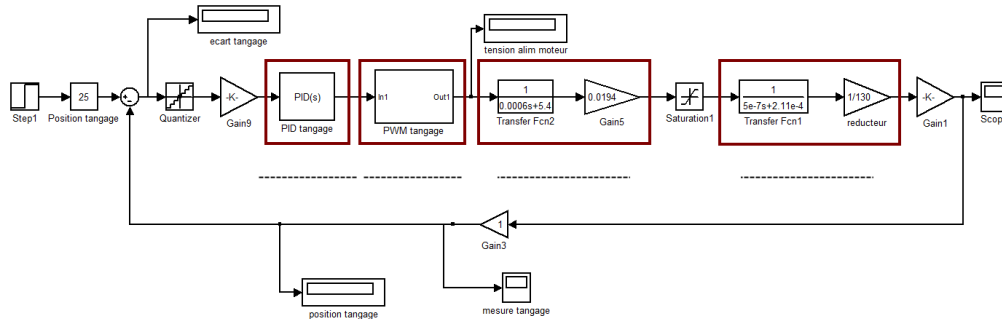 ecart tangage
tension alim moteur
Step1
25
Position tangage
+
-
Quantizer
-K-
Gain9
PID(s)
PID tangage
In1
Out1
PWM tangage
1
0.0006s+5.4
Transfer Fcn2
0.0194
Gain5
Saturation1
1
5e-7s+2.11e-4
Transfer Fcn1
1/130
reducteur
-K-
Gain1
Scop
1
Gain3
position tangage
mesure tangage